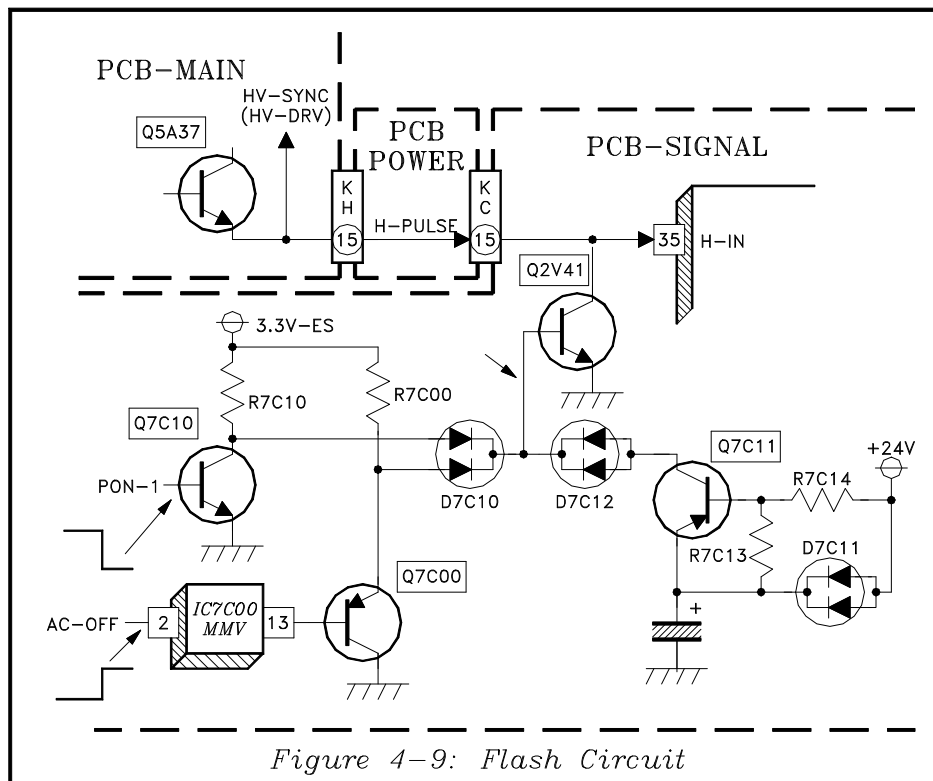 PCB-MAIN
HV-SYNC
(HV-DRV)
Q5A37
PCB
POWER
PCB-SIGNAL
K
H
15
H-PULSE
K
C
15
35
H-IN
Q2V41
3.3V-ES
R7C10
R7C00
Q7C10
PON-1
D7C10
D7C12
Q7C11
+24V
R7C14
R7C13
D7C11
Q7C00
AC-OFF
2
IC7C00
MMV
13
+
Figure 4-9: Flash Circuit